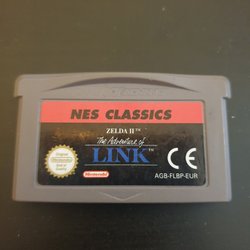 NES CLASSICS
ZELDA II™
The Adventure of
LINK™
Nintendo
CE
AGB-FLBP-EUR